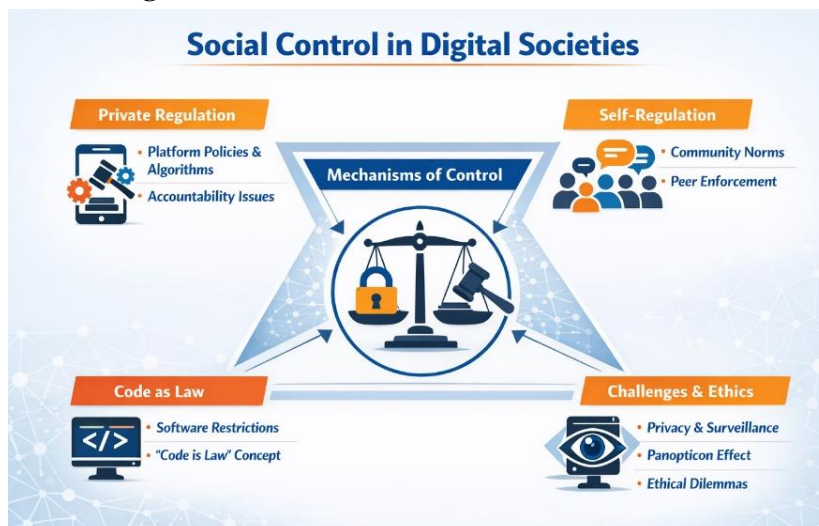 Social Control in Digital Societies
Private Regulation
• Platform Policies &
Algorithms
• Accountability Issues
Self-Regulation
• Community Norms
• Peer Enforcement
Mechanisms of Control
Code as Law
</>
• Software Restrictions
• "Code is Law" Concept
Challenges & Ethics
• Privacy & Surveillance
• Panopticon Effect
• Ethical Dilemmas